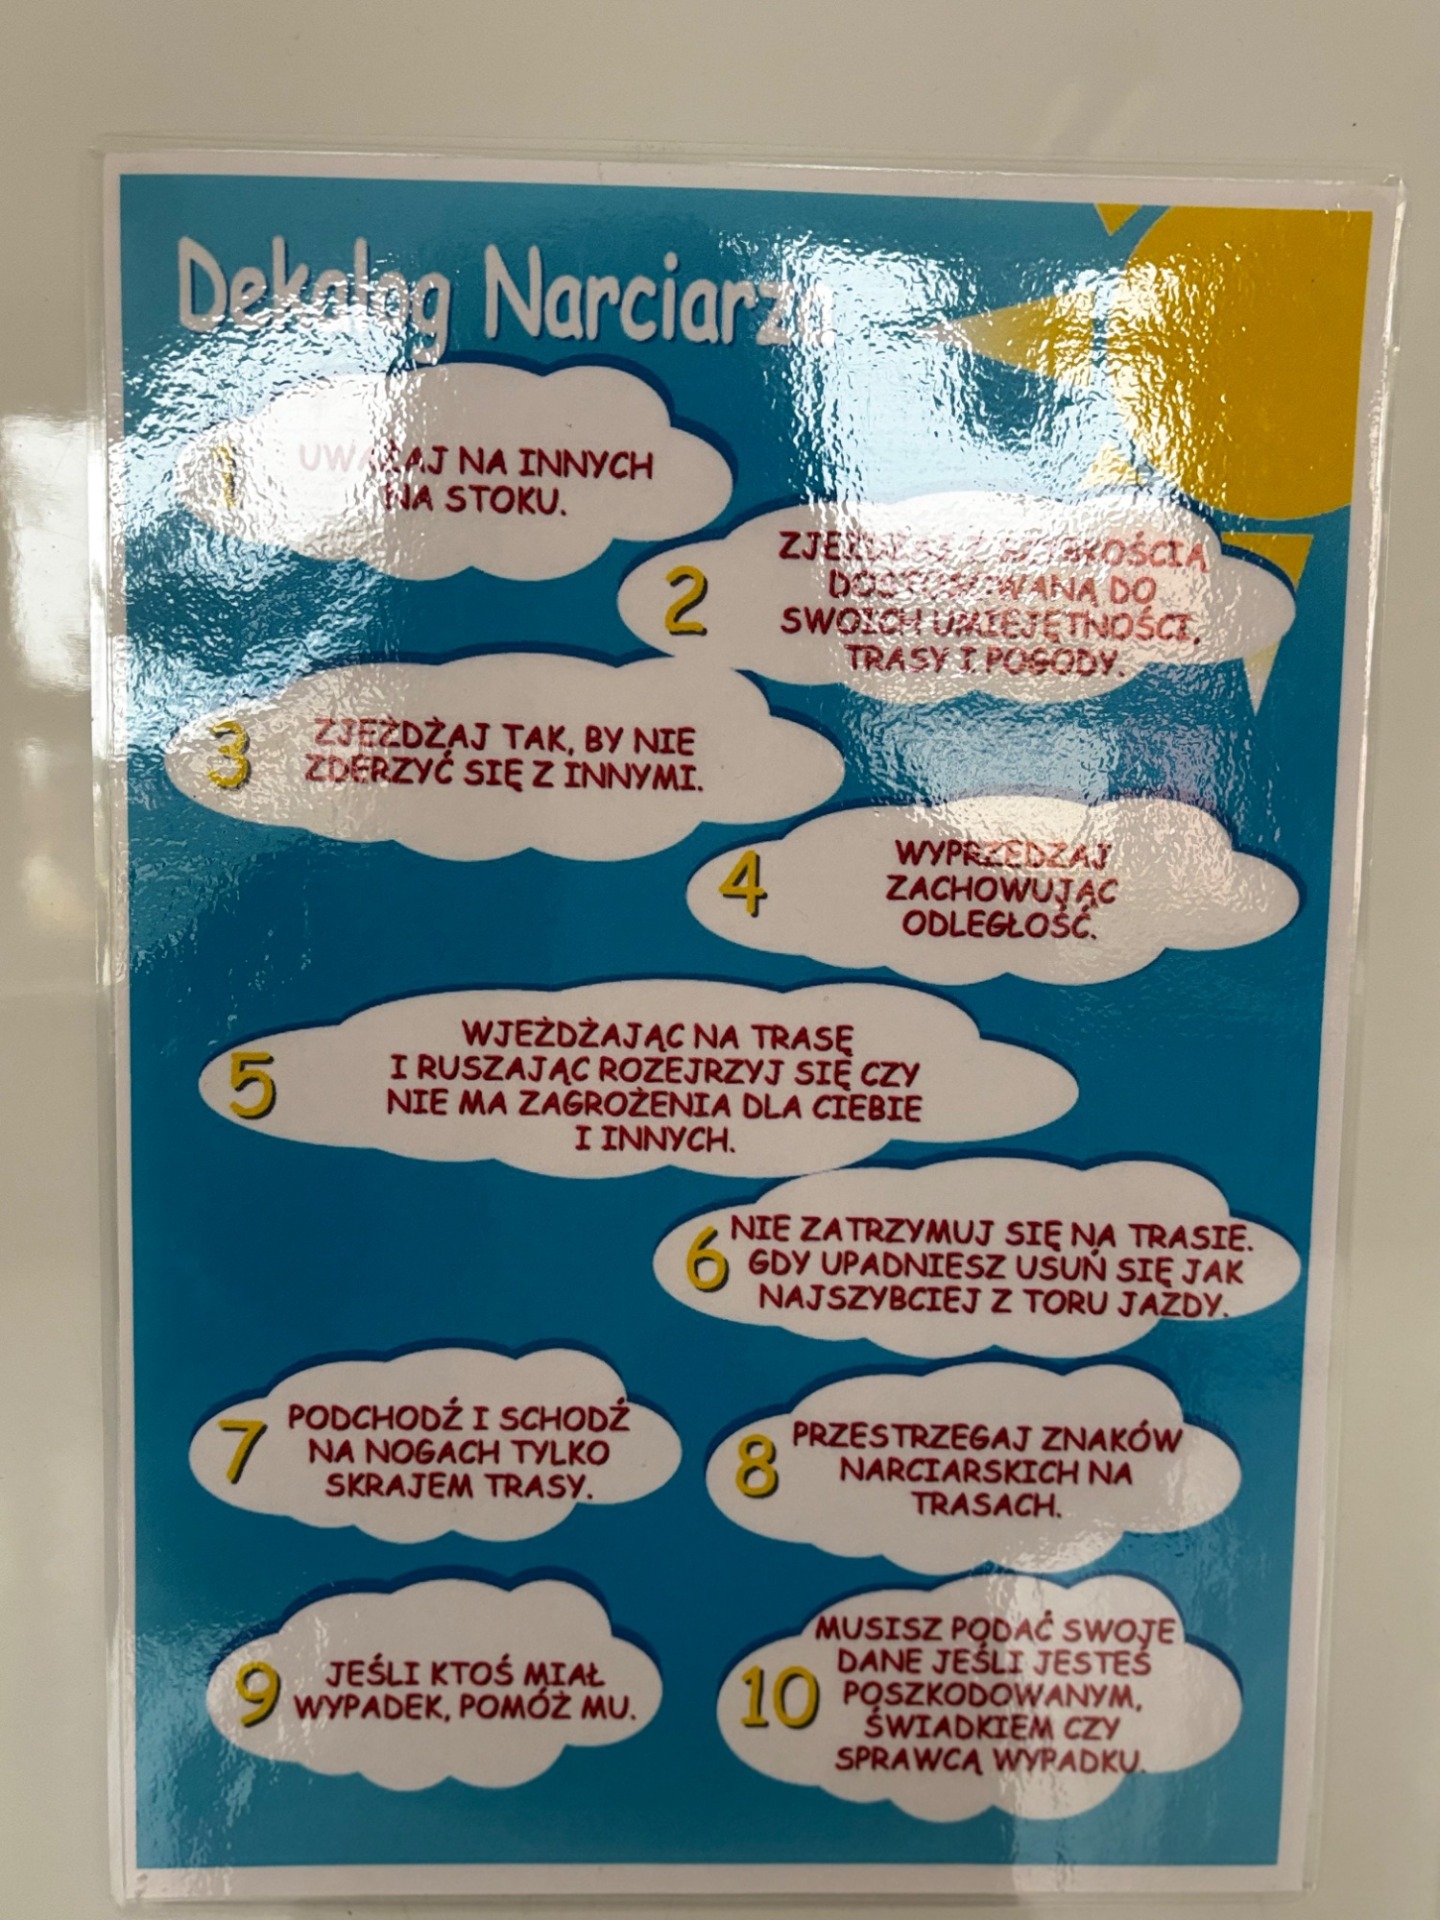 Dekalog Narciarza
1
UWAŻAJ NA INNYCH
NA STOKU.
2
ZJEŻDŻAJ Z SZYBKOŚCIĄ
DOSTOSOWANĄ DO
SWOICH UMIEJĘTNOŚCI,
TRASY I POGODY.
3
ZJEŻDŻAJ TAK, BY NIE
ZDERZYĆ SIĘ Z INNYMI.
4
WYPRZEDZAJ
ZACHOWUJĄC
ODLEGŁOŚĆ.
5
WJEŻDŻAJĄC NA TRASĘ
I RUSZAJĄC ROZEJRZYJ SIĘ CZY
NIE MA ZAGROŻENIA DLA CIEBIE
I INNYCH.
6
NIE ZATRZYMUJ SIĘ NA TRASIE.
GDY UPADNIESZ USUŃ SIĘ JAK
NAJSZYBCIEJ Z TORU JAZDY.
7
PODCHODŹ I SCHODŹ
NA NOGACH TYLKO
SKRAJEM TRASY.
8
PRZESTRZEGAJ ZNAKÓW
NARCIARSKICH NA
TRASACH.
9
JEŚLI KTOŚ MIAŁ
WYPADEK, POMÓŻ MU.
10
MUSISZ PODAĆ SWOJE
DANE JEŚLI JESTEŚ
POSZKODOWANYM,
ŚWIADKIEM CZY
SPRAWCĄ WYPADKU.